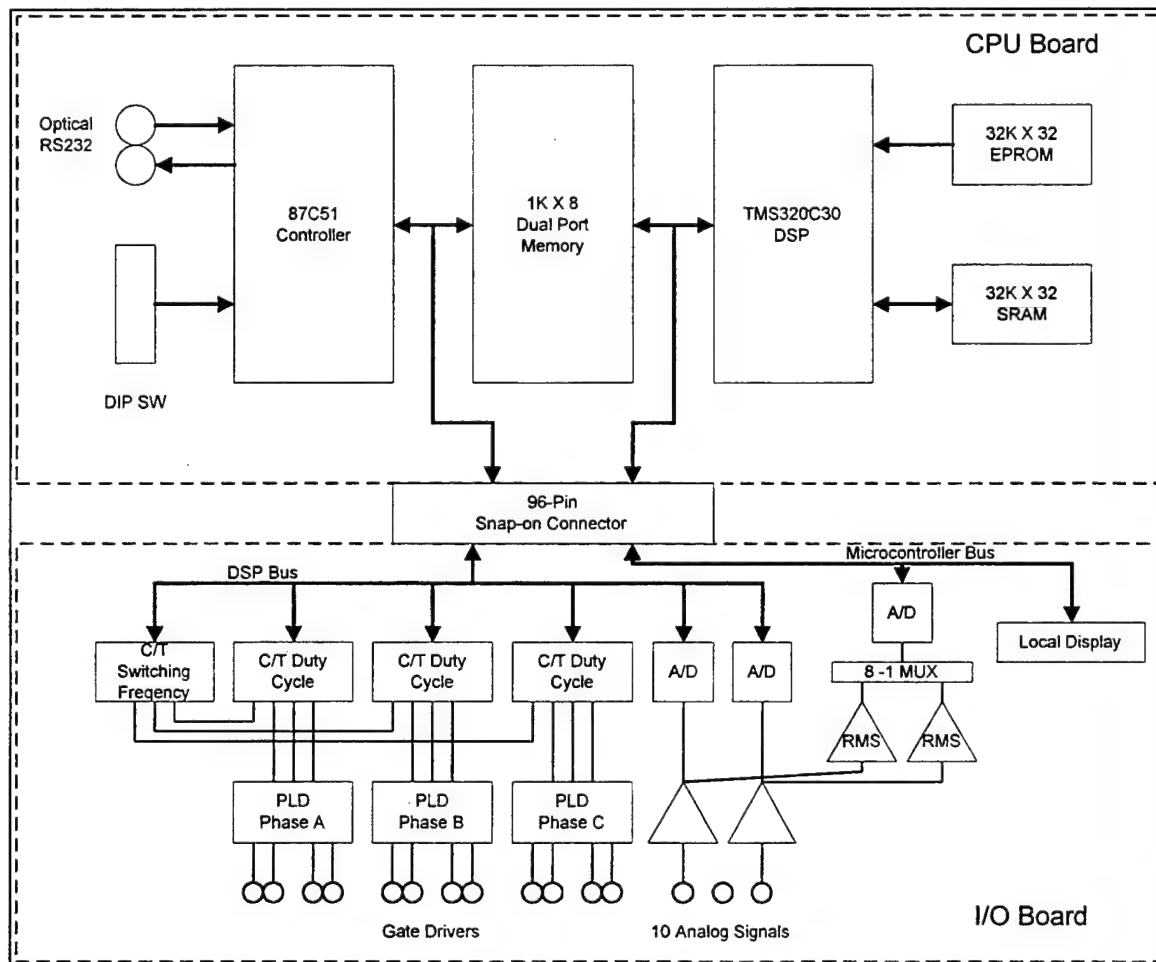 CPU Board
Optical
RS232
87C51
Controller
1K X 8
Dual Port
Memory
TMS320C30
DSP
32K X 32
EPROM
32K X 32
SRAM
DIP SW
96-Pin
Snap-on Connector
Microcontroller Bus
DSP Bus
C/T
Switching
Freqency
C/T Duty
Cycle
C/T Duty
Cycle
C/T Duty
Cycle
A/D
A/D
A/D
Local Display
8 -1 MUX
RMS
RMS
PLD
Phase A
PLD
Phase B
PLD
Phase C
Gate Drivers
10 Analog Signals
I/O Board